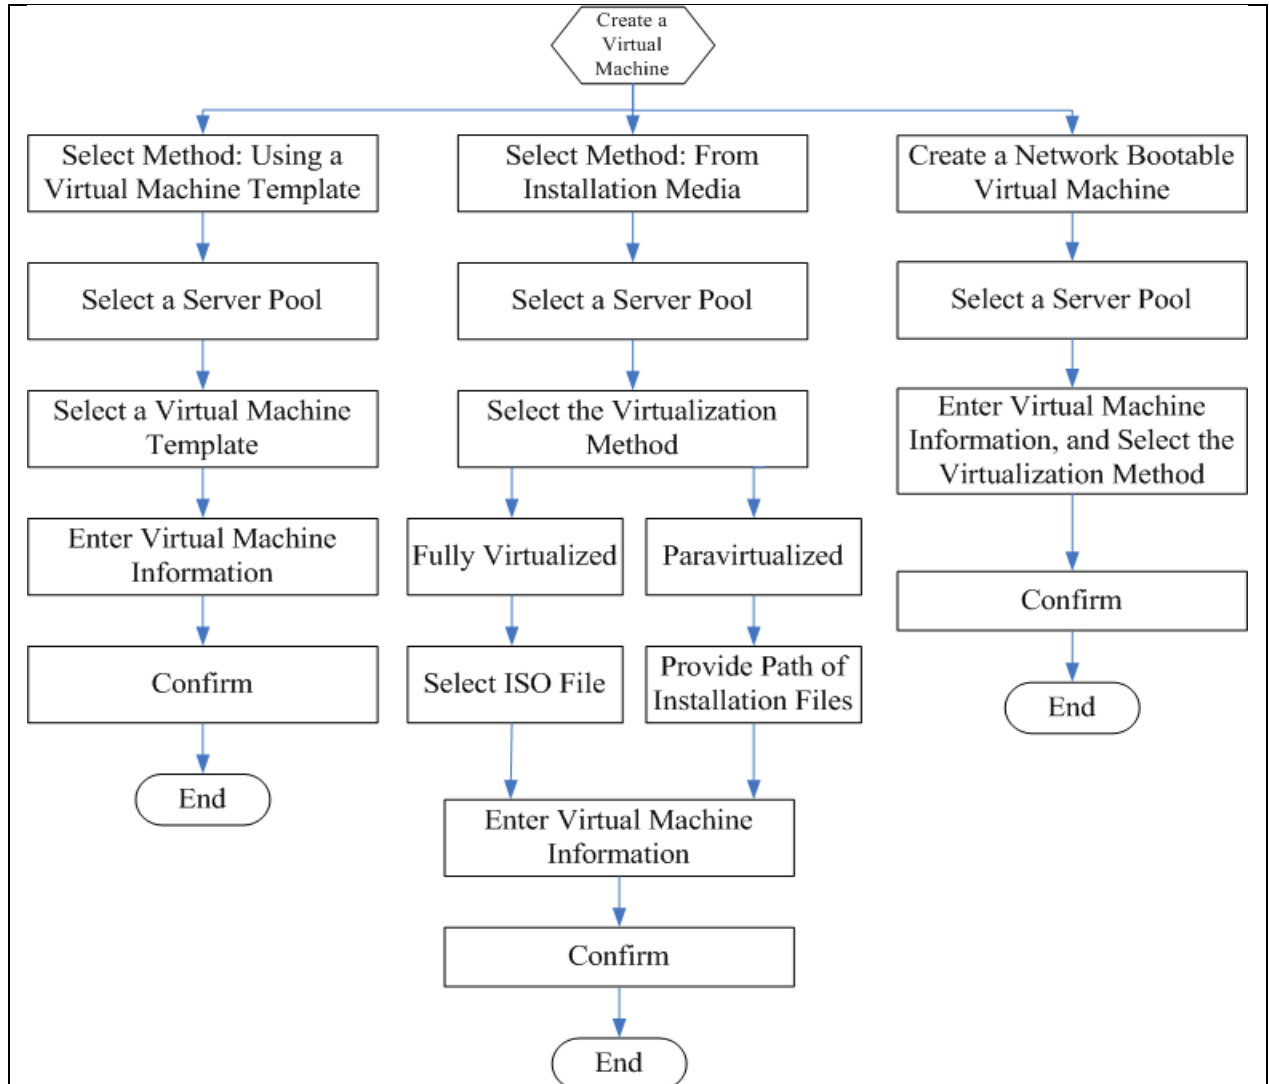 Create a
Virtual
Machine
Select Method: Using a
Virtual Machine Template
Select a Server Pool
Select a Virtual Machine
Template
Enter Virtual Machine
Information
Confirm
End
Select Method: From
Installation Media
Select a Server Pool
Select the Virtualization
Method
Fully Virtualized
Select ISO File
Paravirtualized
Provide Path of
Installation Files
Enter Virtual Machine
Information
Confirm
End
Create a Network Bootable
Virtual Machine
Select a Server Pool
Enter Virtual Machine
Information, and Select the
Virtualization Method
Confirm
End